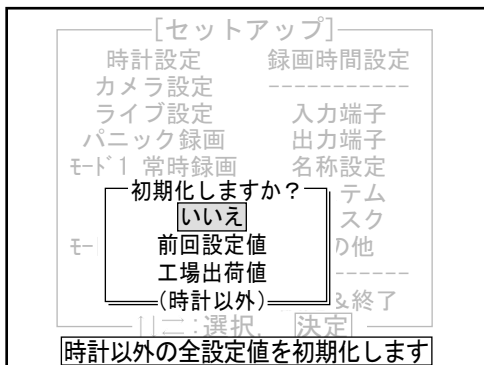 [セットアップ]
時計設定 録画時間設定
カメラ設定 -----------
ライブ設定 入力端子
パニック録画 出力端子
ﾓｰﾄﾞ1 常時録画 名称設定
初期化しますか？ テム
いいえ スク
ﾓｰ 前回設定値 の他
工場出荷値
(時計以外) &終了
:選択, 決定
時計以外の全設定値を初期化します